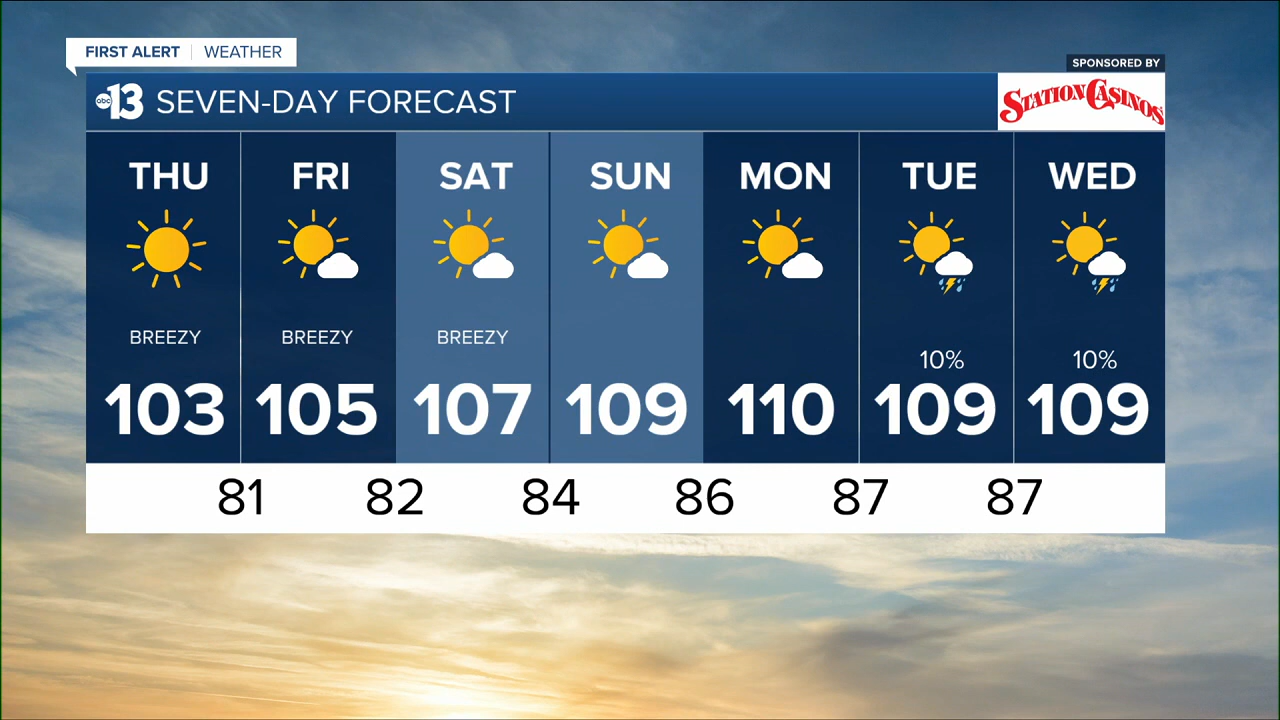 FIRST ALERT | WEATHER
SPONSORED BY
abc 13 SEVEN-DAY FORECAST
STATION CASINOS
THU FRI SAT SUN MON TUE WED
BREEZY BREEZY BREEZY
10% 10%
103 105 107 109 110 109 109
81 82 84 86 87 87